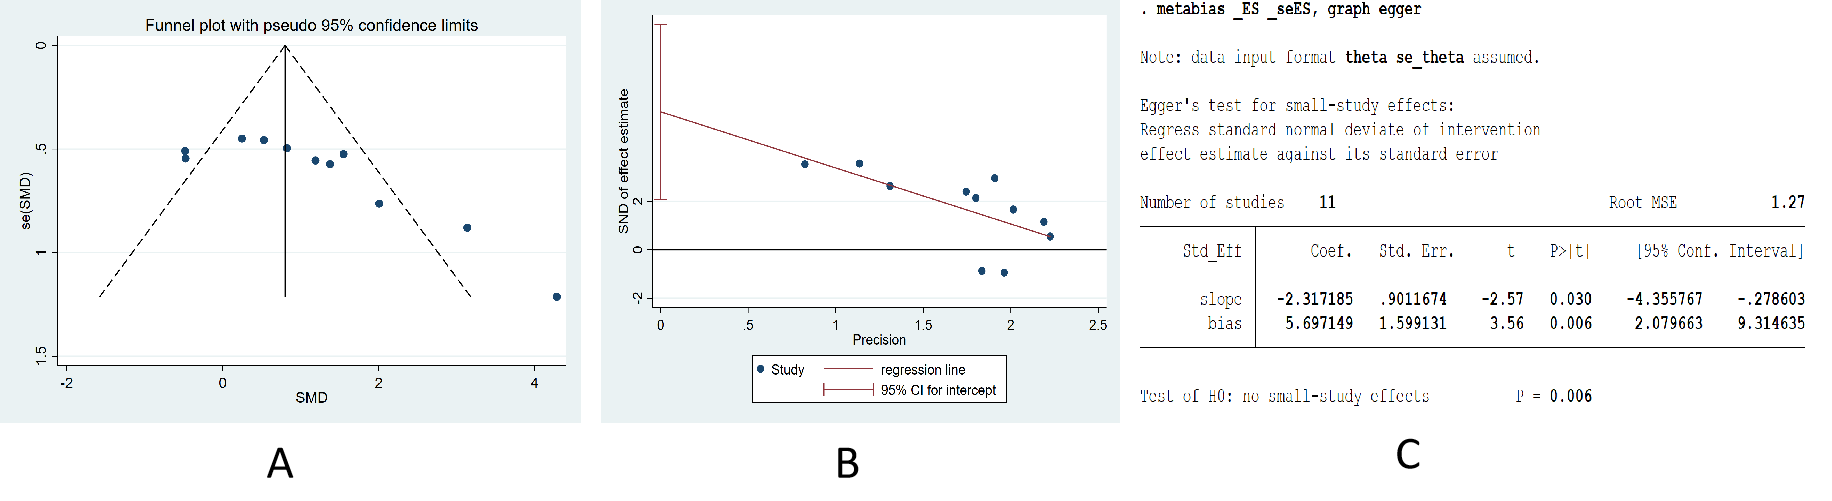 Funnel plot with pseudo 95% confidence limits
0
.5
1
1.5
se(SMD)
-2
0
2
4
SMD
A
SND of effect estimate
2
0
-2
0
.5
1
1.5
2
2.5
Precision
Study
regression line
95% CI for intercept
B
. metabias _ES _seES, graph egger
Note: data input format theta se_theta assumed.
Egger's test for small-study effects:
Regress standard normal deviate of intervention
effect estimate against its standard error
Number of studies 11 Root MSE 1.27
Std_Eff Coef. Std. Err. t P>|t| [95% Conf. Interval]
slope -2.317185 .9011674 -2.57 0.030 -4.355767 -.278603
bias 5.697149 1.599131 3.56 0.006 2.079663 9.314635
Test of H0: no small-study effects P = 0.006
C